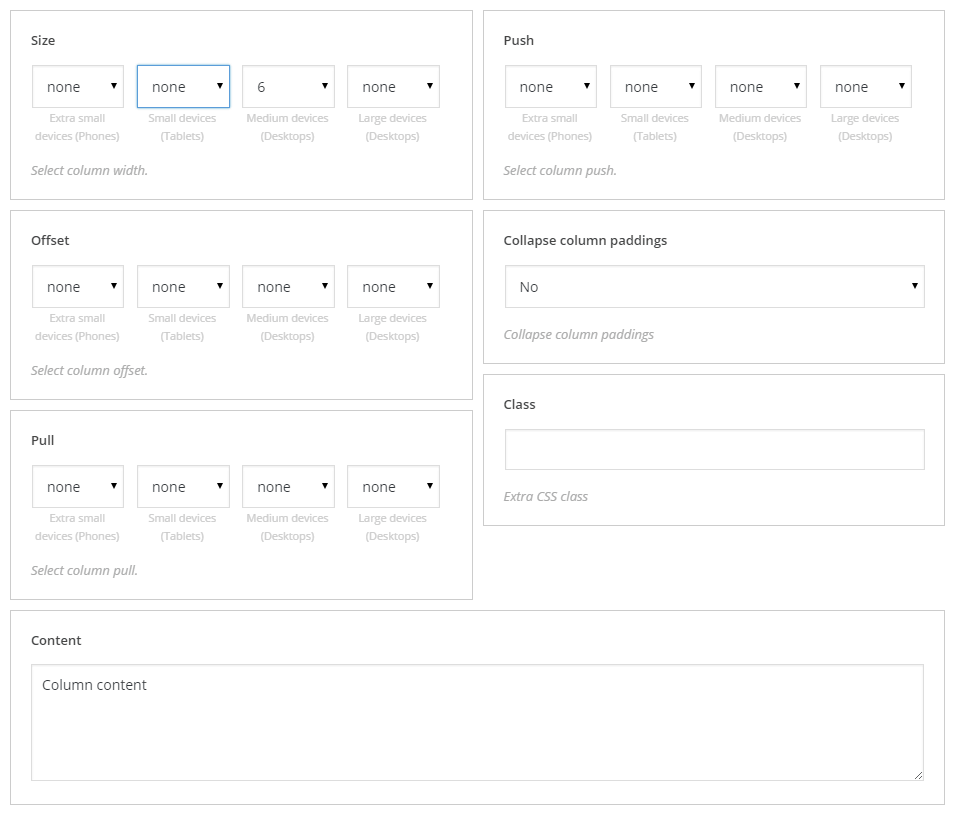 Size
none none 6 none
Extra small devices (Phones)
Small devices (Tablets)
Medium devices (Desktops)
Large devices (Desktops)
Select column width.
Push
none none none none
Extra small devices (Phones)
Small devices (Tablets)
Medium devices (Desktops)
Large devices (Desktops)
Select column push.
Offset
none none none none
Extra small devices (Phones)
Small devices (Tablets)
Medium devices (Desktops)
Large devices (Desktops)
Select column offset.
Collapse column paddings
No
Collapse column paddings
Pull
none none none none
Extra small devices (Phones)
Small devices (Tablets)
Medium devices (Desktops)
Large devices (Desktops)
Select column pull.
Class
Extra CSS class
Content
Column content